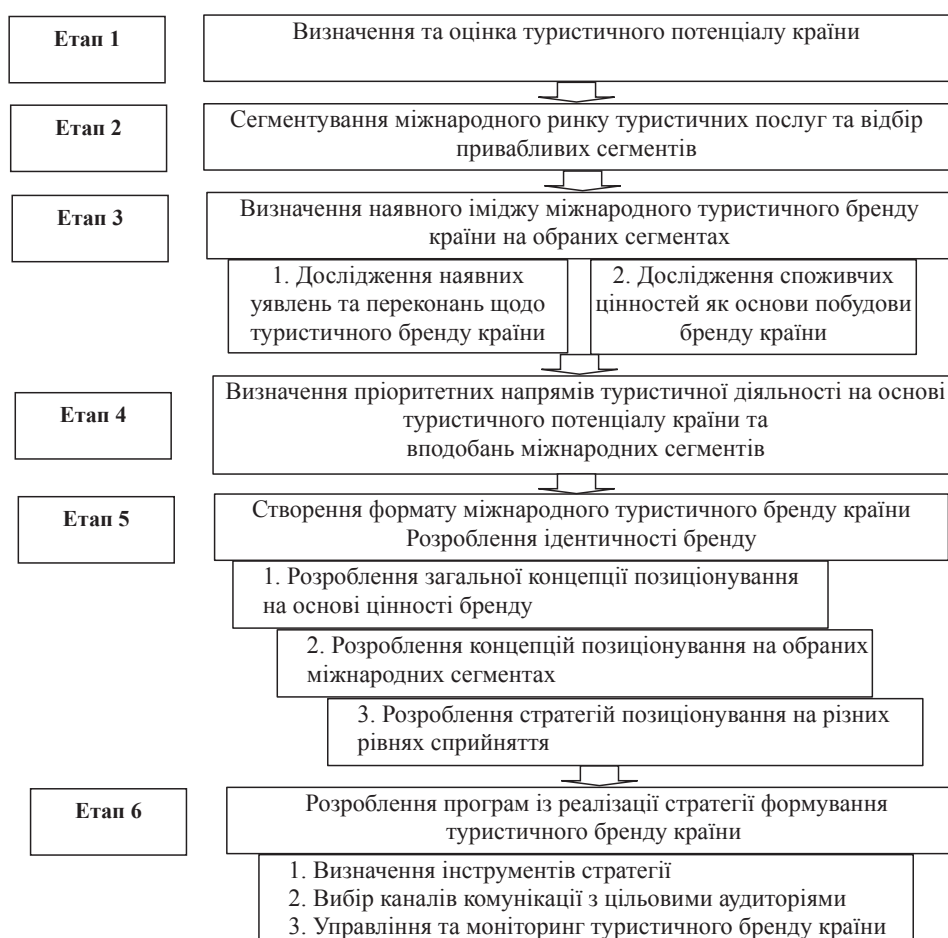 Етап 1
Визначення та оцінка туристичного потенціалу країни
Етап 2
Сегментування міжнародного ринку туристичних послуг та відбір
привабливих сегментів
Етап 3
Визначення наявного іміджу міжнародного туристичного бренду
країни на обраних сегментах
1. Дослідження наявних
уявлень та переконань щодо
туристичного бренду країни
2. Дослідження споживчих
цінностей як основи побудови
бренду країни
Етап 4
Визначення пріоритетних напрямів туристичної діяльності на основі
туристичного потенціалу країни та
вподобань міжнародних сегментів
Етап 5
Створення формату міжнародного туристичного бренду країни
Розроблення ідентичності бренду
1. Розроблення загальної концепції позиціонування
на основі цінності бренду
2. Розроблення концепцій позиціонування на обраних
міжнародних сегментах
3. Розроблення стратегій позиціонування на різних
рівнях сприйняття
Етап 6
Розроблення програм із реалізації стратегії формування
туристичного бренду країни
1. Визначення інструментів стратегії
2. Вибір каналів комунікації з цільовими аудиторіями
3. Управління та моніторинг туристичного бренду країни